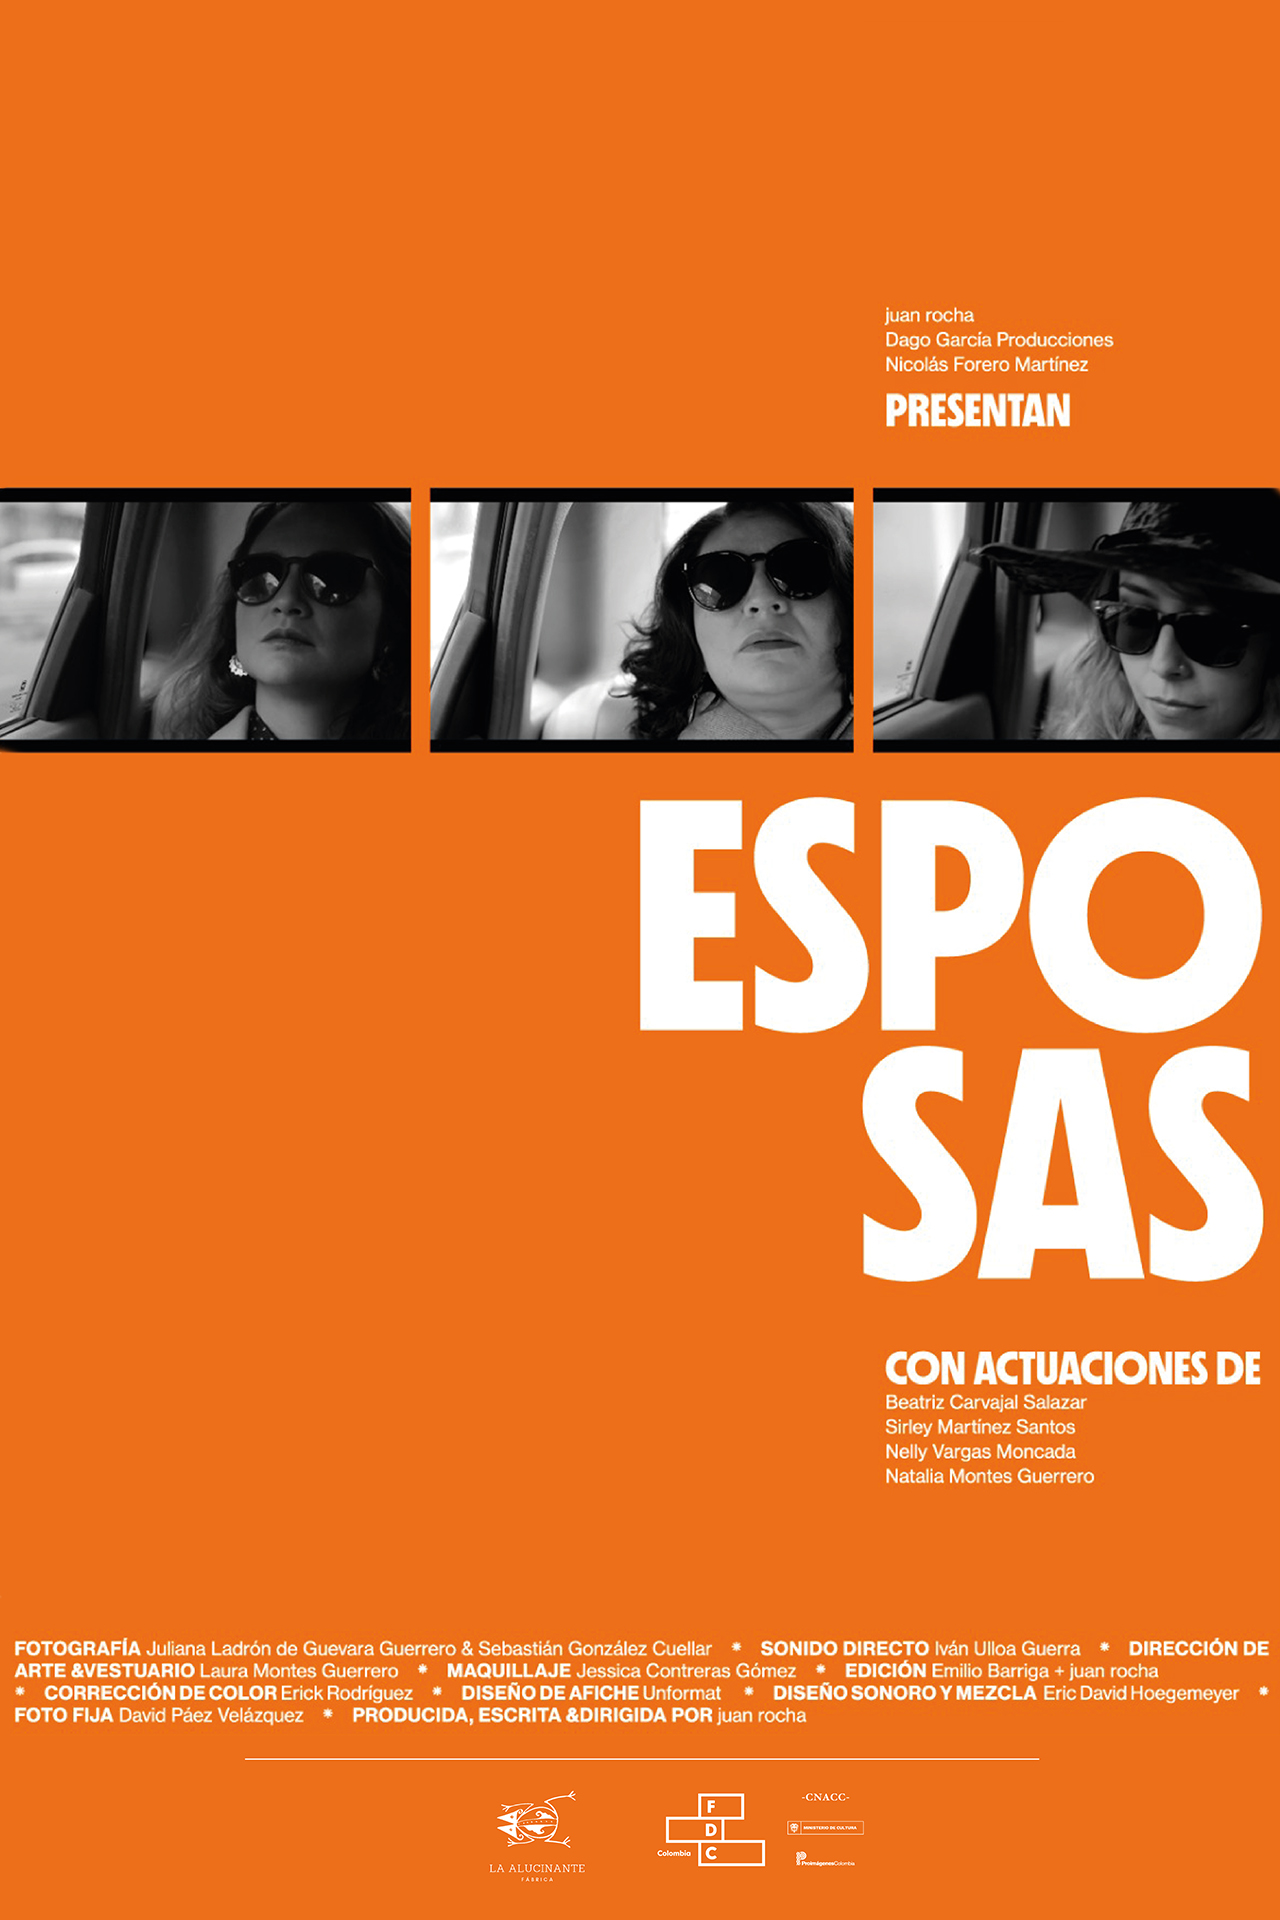 juan rocha
Dago García Producciones
Nicolás Forero Martínez
PRESENTAN
ESPO
SAS
CON ACTUACIONES DE
Beatriz Carvajal Salazar
Sirley Martínez Santos
Nelly Vargas Moncada
Natalia Montes Guerrero
FOTOGRAFÍA Juliana Ladrón de Guevara Guerrero & Sebastián González Cuellar * SONIDO DIRECTO Iván Ulloa Guerra * DIRECCIÓN DE
ARTE &VESTUARIO Laura Montes Guerrero * MAQUILLAJE Jessica Contreras Gómez * EDICIÓN Emilio Barriga + juan rocha
* CORRECCIÓN DE COLOR Erick Rodríguez * DISEÑO DE AFICHE Unformat * DISEÑO SONORO Y MEZCLA Eric David Hoegemeyer *
FOTO FIJA David Páez Velázquez * PRODUCIDA, ESCRITA &DIRIGIDA POR juan rocha
LA ALUCINANTE
FÁBRICA
F
D
Colombia C
-CNACC-
MINISTERIO DE CULTURA
ProimágenesColombia